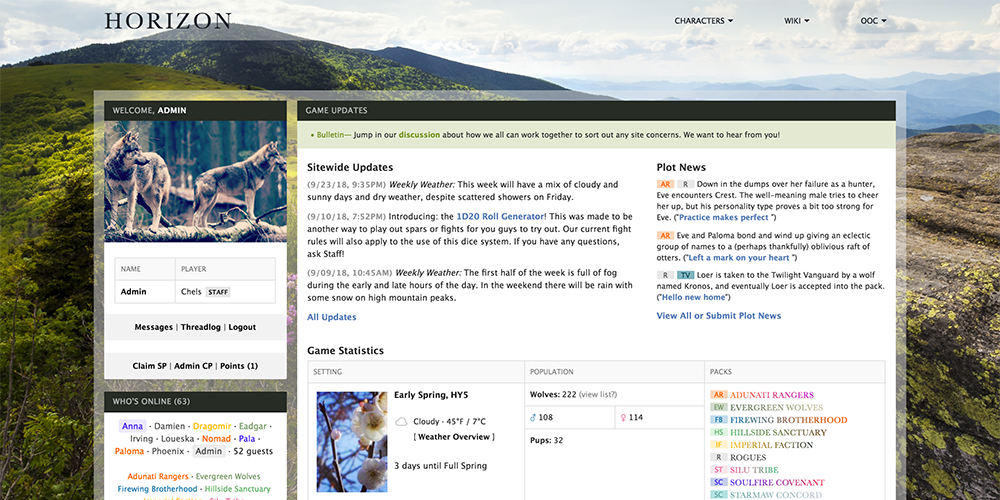 HORIZON
CHARACTERS
WIKI
OOC
WELCOME, ADMIN
NAME PLAYER
Admin Chels STAFF
Messages | Threadlog | Logout
Claim SP | Admin CP | Points (1)
WHO'S ONLINE (63)
Anna · Damien · Dragomir · Eadgar ·
Irving · Loueska · Nomad · Pala ·
Paloma · Phoenix · Admin · 52 guests
Adunati Rangers · Evergreen Wolves
Firewing Brotherhood · Hillside Sanctuary
GAME UPDATES
• Bulletin— Jump in our discussion about how we all can work together to sort out any site concerns. We want to hear from you!
Sitewide Updates
(9/23/18, 9:35PM) Weekly Weather: This week will have a mix of cloudy and
sunny days and dry weather, despite scattered showers on Friday.
(9/10/18, 7:52PM) Introducing: the 1D20 Roll Generator! This was made to be
another way to play out spars or fights for you guys to try out. Our current fight
rules will also apply to the use of this dice system. If you have any questions,
ask Staff!
(9/09/18, 10:45AM) Weekly Weather: The first half of the week is full of fog
during the early and late hours of the day. In the weekend there will be rain with
some snow on high mountain peaks.
All Updates
Plot News
AR R Down in the dumps over her failure as a hunter,
Eve encounters Crest. The well-meaning male tries to cheer
her up, but his personality type proves a bit too strong for
Eve. ("Practice makes perfect ")
AR Eve and Paloma bond and wind up giving an eclectic
group of names to a (perhaps thankfully) oblivious raft of
otters. ("Left a mark on your heart ")
R TV Loer is taken to the Twilight Vanguard by a wolf
named Kronos, and eventually Loer is accepted into the pack.
("Hello new home")
View All or Submit Plot News
Game Statistics
SETTING
Early Spring, HY5
Cloudy · 45°F / 7°C
[ Weather Overview ]
3 days until Full Spring
POPULATION
Wolves: 222 (view list?)
♂ 108 ♀ 114
Pups: 32
PACKS
AR ADUNATI RANGERS
EW EVERGREEN WOLVES
FB FIREWING BROTHERHOOD
HS HILLSIDE SANCTUARY
IF IMPERIAL FACTION
R ROGUES
ST SILU TRIBE
SC SOULFIRE COVENANT
SC STARMAW CONCORD